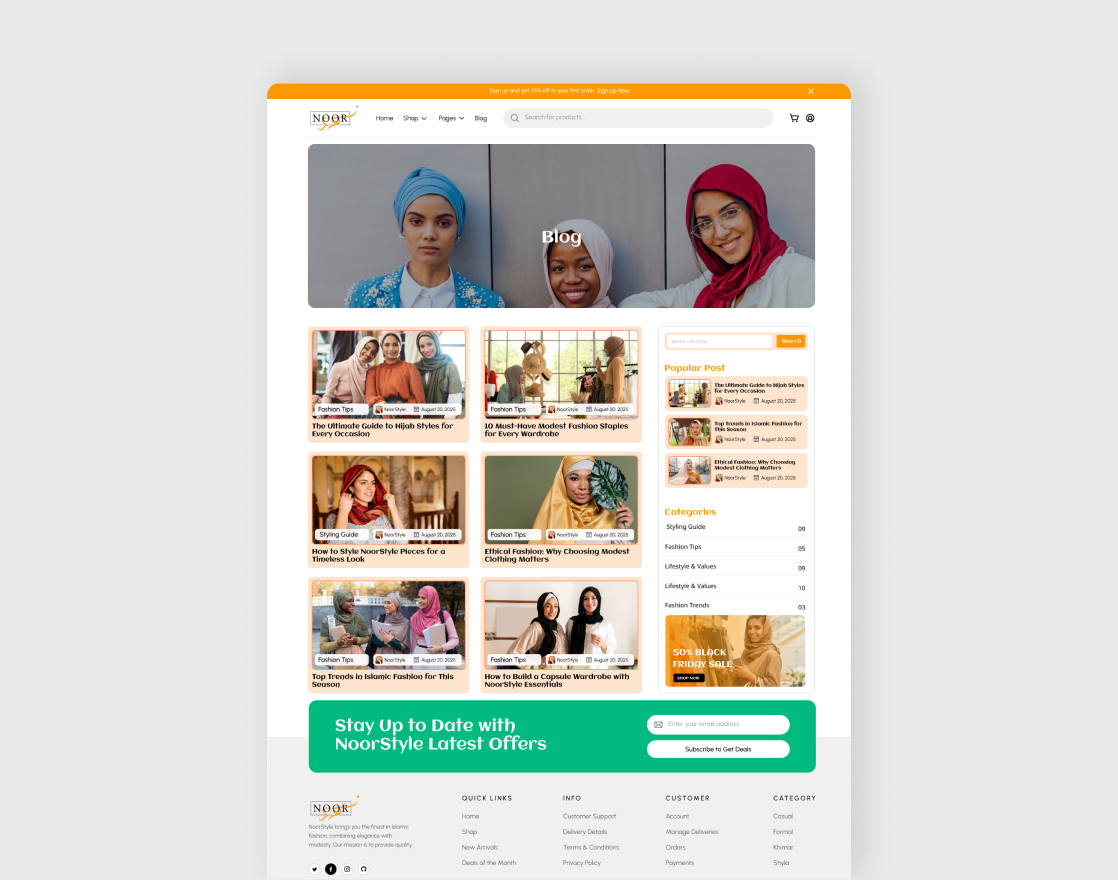 Sign up and get 25% off to your first order. Sign Up Now
NOOR
Home
Shop
Pages
Blog
Search for products...
Blog
Fashion Tips
NoorStyle
August 20, 2025
The Ultimate Guide to Hijab Styles for
Every Occasion
Fashion Tips
NoorStyle
August 20, 2025
10 Must-Have Modest Fashion Staples
for Every Wardrobe
Styling Guide
NoorStyle
August 20, 2025
How to Style NoorStyle Pieces for a
Timeless Look
Fashion Tips
NoorStyle
August 20, 2025
Ethical Fashion: Why Choosing Modest
Clothing Matters
Fashion Tips
NoorStyle
August 20, 2025
Top Trends in Islamic Fashion for This
Season
Fashion Tips
NoorStyle
August 20, 2025
How to Build a Capsule Wardrobe with
NoorStyle Essentials
Search
Popular Post
The Ultimate Guide to Hijab Styles
for Every Occasion
NoorStyle
August 20, 2025
Top Trends in Islamic Fashion for
This Season
NoorStyle
August 20, 2025
Ethical Fashion: Why Choosing
Modest Clothing Matters
NoorStyle
August 20, 2025
Categories
Styling Guide 09
Fashion Tips 05
Lifestyle & Values 09
Lifestyle & Values 10
Fashion Trends 03
50% BLACK
FRIDAY SALE
SHOP NOW
Stay Up to Date with
NoorStyle Latest Offers
Enter your email address
Subscribe to Get Deals
NOOR
NoorStyle brings you the finest in Islamic
fashion, combining elegance with
modesty. Our mission is to provide quality.
QUICK LINKS
Home
Shop
New Arrivals
Deals of the Month
INFO
Customer Support
Delivery Details
Terms & Conditions
Privacy Policy
CUSTOMER
Account
Manage Deliveries
Orders
Payments
CATEGORY
Casual
Formal
Khimar
Shyla